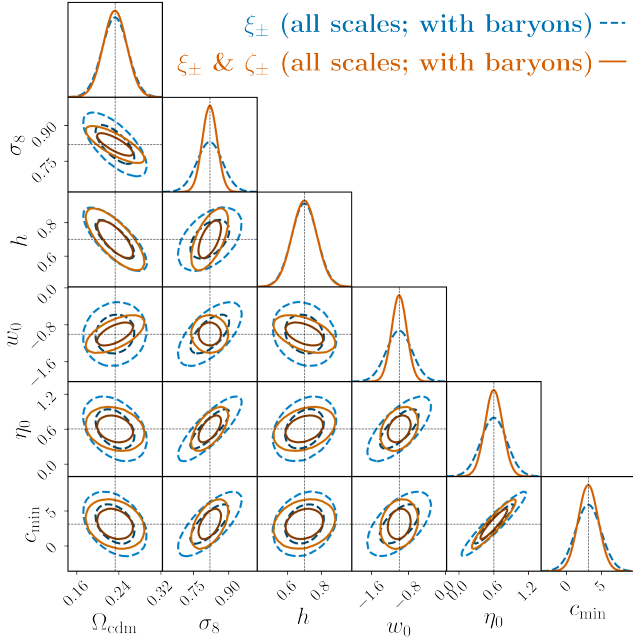 ξ± (all scales; with baryons)
ξ± & ζ± (all scales; with baryons)
σ8
0.90
0.75
h
0.8
0.6
w0
0.0
−0.8
−1.6
η0
1.2
0.6
0.0
cmin
5
0
0.16
0.24
0.32
0.75
0.90
0.6
0.8
−1.6
−0.8
0.0
0.0
0.6
1.2
0
5
Ωcdm
σ8
h
w0
η0
cmin